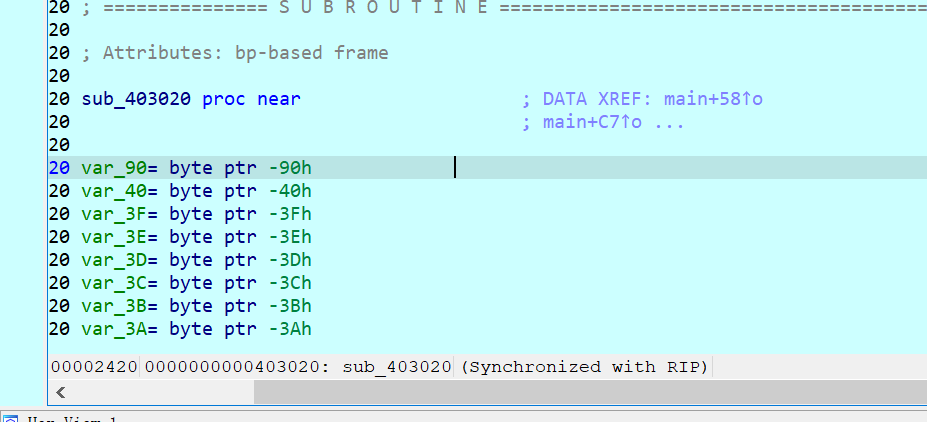 20 ; =============== S U B R O U T I N E =======================================
20
20 ; Attributes: bp-based frame
20
20 sub_403020 proc near ; DATA XREF: main+58↑o
20 ; main+C7↑o ...
20
20 var_90= byte ptr -90h
20 var_40= byte ptr -40h
20 var_3F= byte ptr -3Fh
20 var_3E= byte ptr -3Eh
20 var_3D= byte ptr -3Dh
20 var_3C= byte ptr -3Ch
20 var_3B= byte ptr -3Bh
20 var_3A= byte ptr -3Ah
00002420 0000000000403020: sub_403020 (Synchronized with RIP)